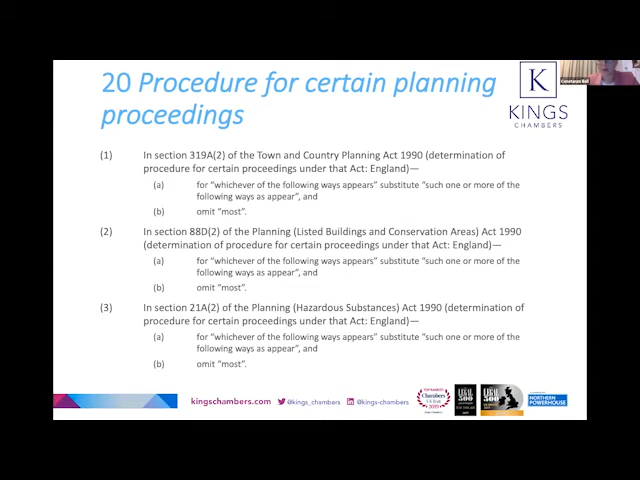 20 Procedure for certain planning
proceedings
K
KINGS
CHAMBERS
Constanze Bell
(1) In section 319A(2) of the Town and Country Planning Act 1990 (determination of
procedure for certain proceedings under that Act: England)—
(a) for “whichever of the following ways appears” substitute “such one or more of the
following ways as appear”, and
(b) omit “most”.
(2) In section 88D(2) of the Planning (Listed Buildings and Conservation Areas) Act 1990
(determination of procedure for certain proceedings under that Act: England)—
(a) for “whichever of the following ways appears” substitute “such one or more of the
following ways as appear”, and
(b) omit “most”.
(3) In section 21A(2) of the Planning (Hazardous Substances) Act 1990 (determination of
procedure for certain proceedings under that Act: England)—
(a) for “whichever of the following ways appears” substitute “such one or more of the
following ways as appear”, and
(b) omit “most”.
kingschambers.com @kings_chambers @kings-chambers
Chambers
LEGAL
500
LEGAL
500
NORTHERN
POWERHOUSE